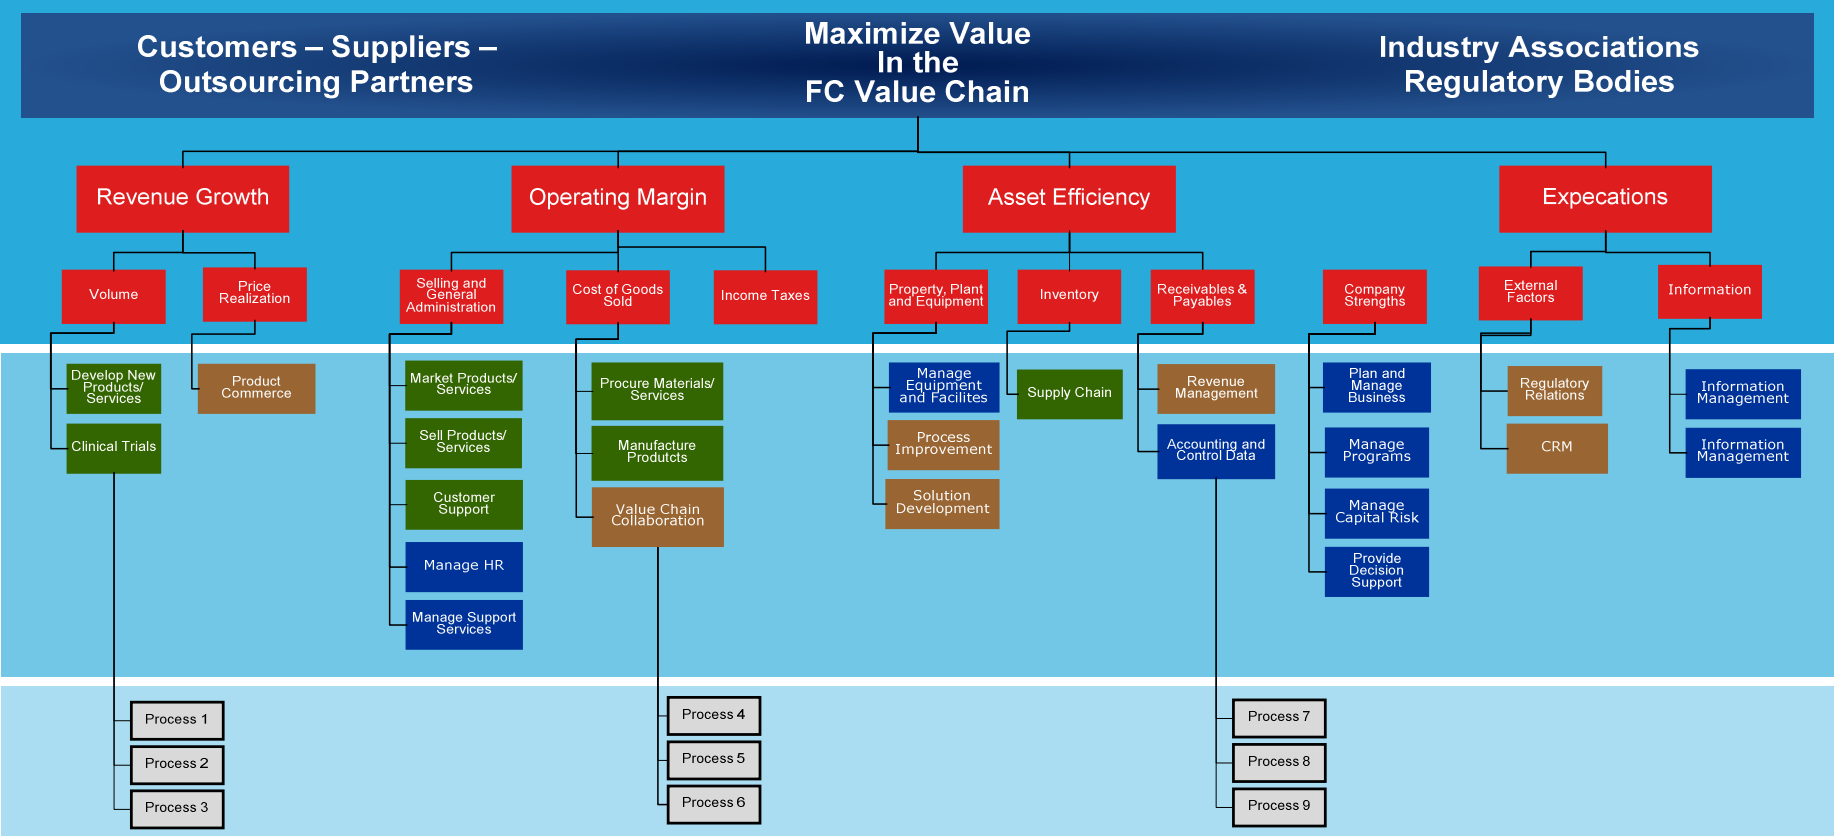 Customers – Suppliers –
Outsourcing Partners
Maximize Value
In the
FC Value Chain
Industry Associations
Regulatory Bodies
Revenue Growth
Operating Margin
Asset Efficiency
Expecations
Volume
Price
Realization
Selling and
General
Administration
Cost of Goods
Sold
Income Taxes
Property, Plant
and Equipment
Inventory
Receivables &
Payables
Company
Strengths
External
Factors
Information
Develop New
Products/
Services
Clinical Trials
Product
Commerce
Market Products/
Services
Sell Products/
Services
Customer
Support
Manage HR
Manage Support
Services
Procure Materials/
Services
Manufacture
Produtcts
Value Chain
Collaboration
Manage
Equipment
and Facilites
Process
Improvement
Solution
Development
Supply Chain
Revenue
Management
Accounting and
Control Data
Plan and
Manage
Business
Manage
Programs
Manage
Capital Risk
Provide
Decision
Support
Regulatory
Relations
CRM
Information
Management
Information
Management
Process 1
Process 2
Process 3
Process 4
Process 5
Process 6
Process 7
Process 8
Process 9